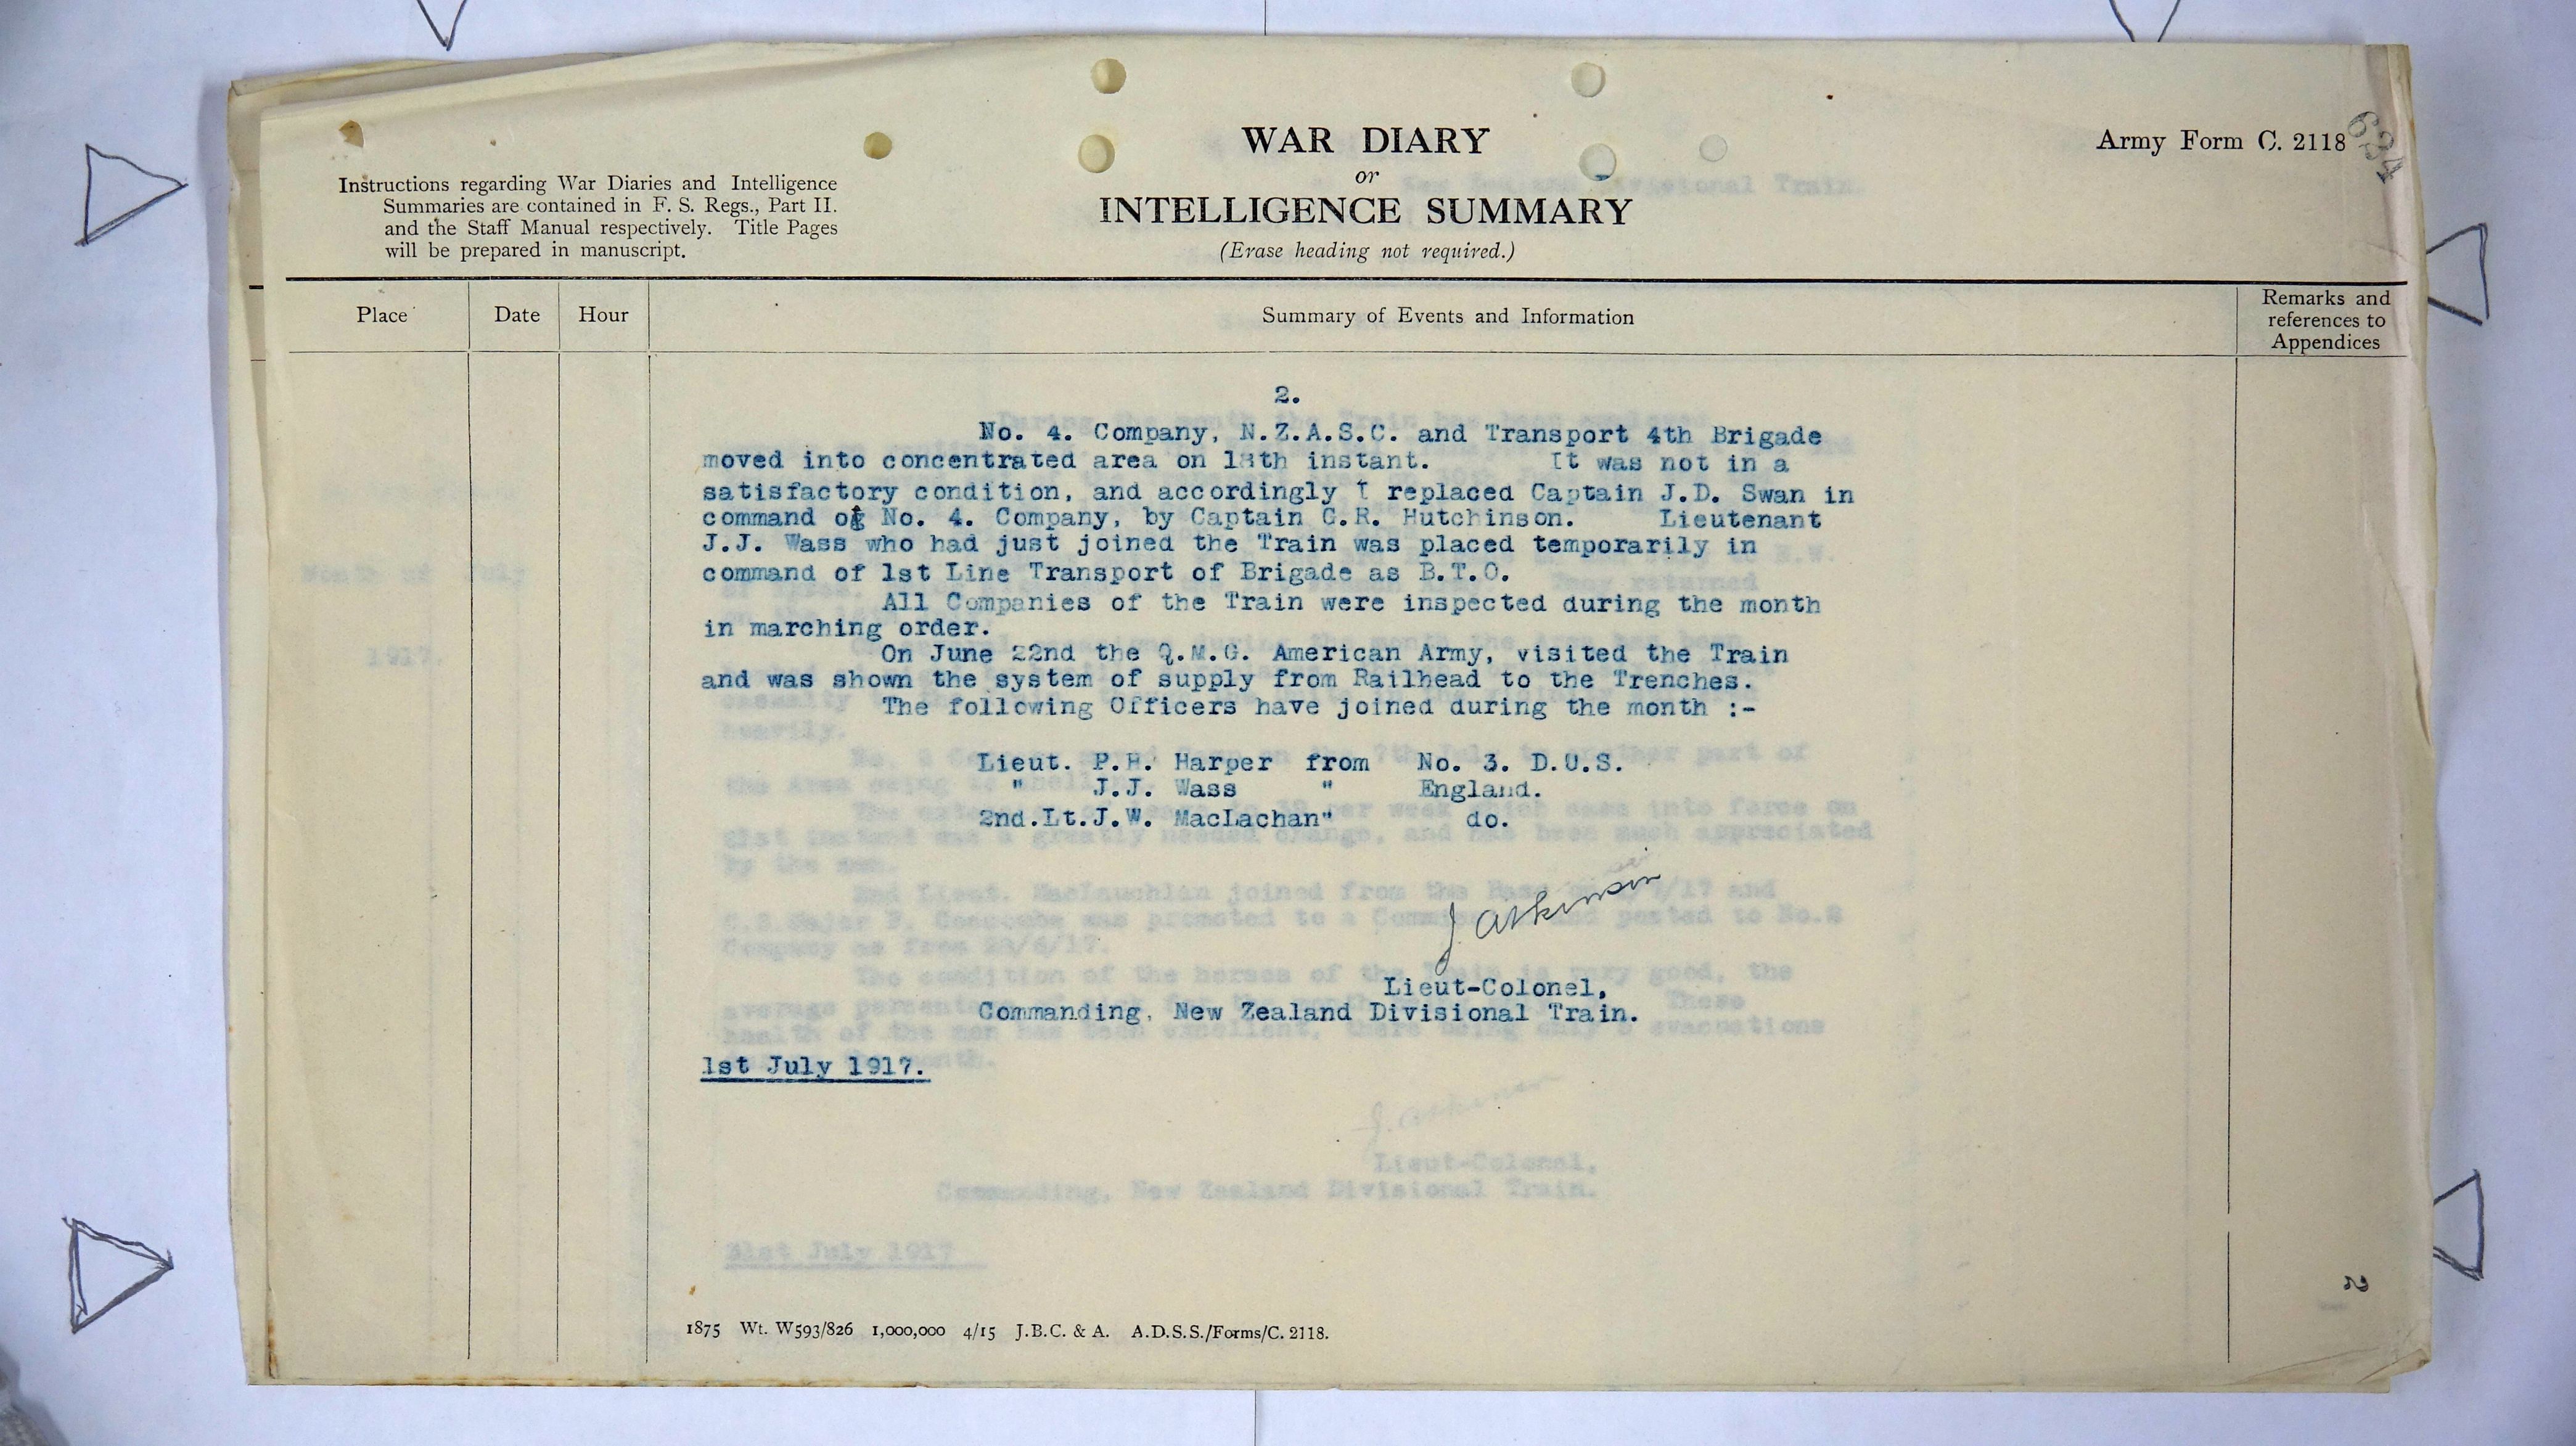 WAR DIARY
or
INTELLIGENCE SUMMARY
(Erase heading not required.)
Army Form C. 2118
634
Instructions regarding War Diaries and Intelligence
Summaries are contained in F. S. Regs., Part II.
and the Staff Manual respectively. Title Pages
will be prepared in manuscript.
Place
Date
Hour
Summary of Events and Information
Remarks and
references to
Appendices
2.
No. 4. Company, N.Z.A.S.C. and Transport 4th Brigade
moved into concentrated area on instant. It was not in a
satisfactory condition, and accordingly I replaced Captain J.D. Swan in
command of No. 4. Company, by Captain G.R. Hutchinson. Lieutenant
J.J. Wass who had just joined the Train was placed temporarily in
command of 1st Line Transport of Brigade as B.T.O.
All Companies of the Train were inspected during the month
in marching order.
On June 22nd the Q.M.G. American Army, visited the Train
and was shown the system of supply from Railhead to the Trenches.
The following Officers have joined during the month :-
Lieut. P.H. Harper from No. 3. D.U.S.
" J.J. Wass " England.
2nd.Lt.J.W. MacLachan" do.
J. Atkinson
Lieut-Colonel,
Commanding, New Zealand Divisional Train.
1st July 1917.
1875 Wt. W593/826 1,000,000 4/15 J.B.C. & A. A.D.S.S./Forms/C. 2118.